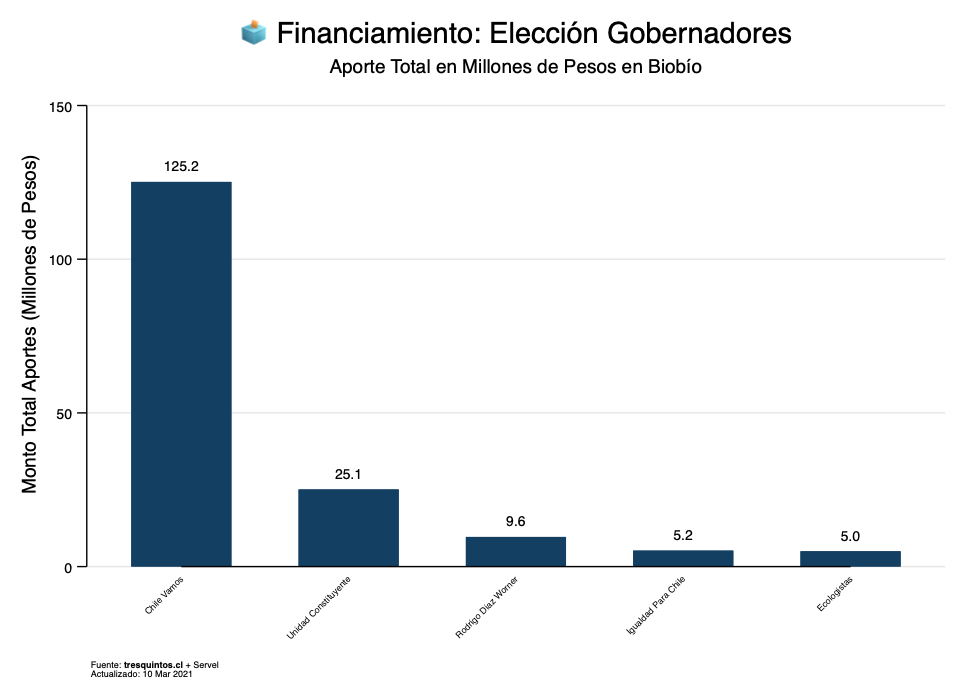 Financiamiento: Elección Gobernadores
Aporte Total en Millones de Pesos en Biobío
Monto Total Aportes (Millones de Pesos)
150
100
50
0
125.2
25.1
9.6
5.2
5.0
Chile Vamos
Unidad Constituyente
Rodrigo Díaz Worner
Igualdad Para Chile
Ecologistas
Fuente: tresquintos.cl + Servel
Actualizado: 10 Mar 2021